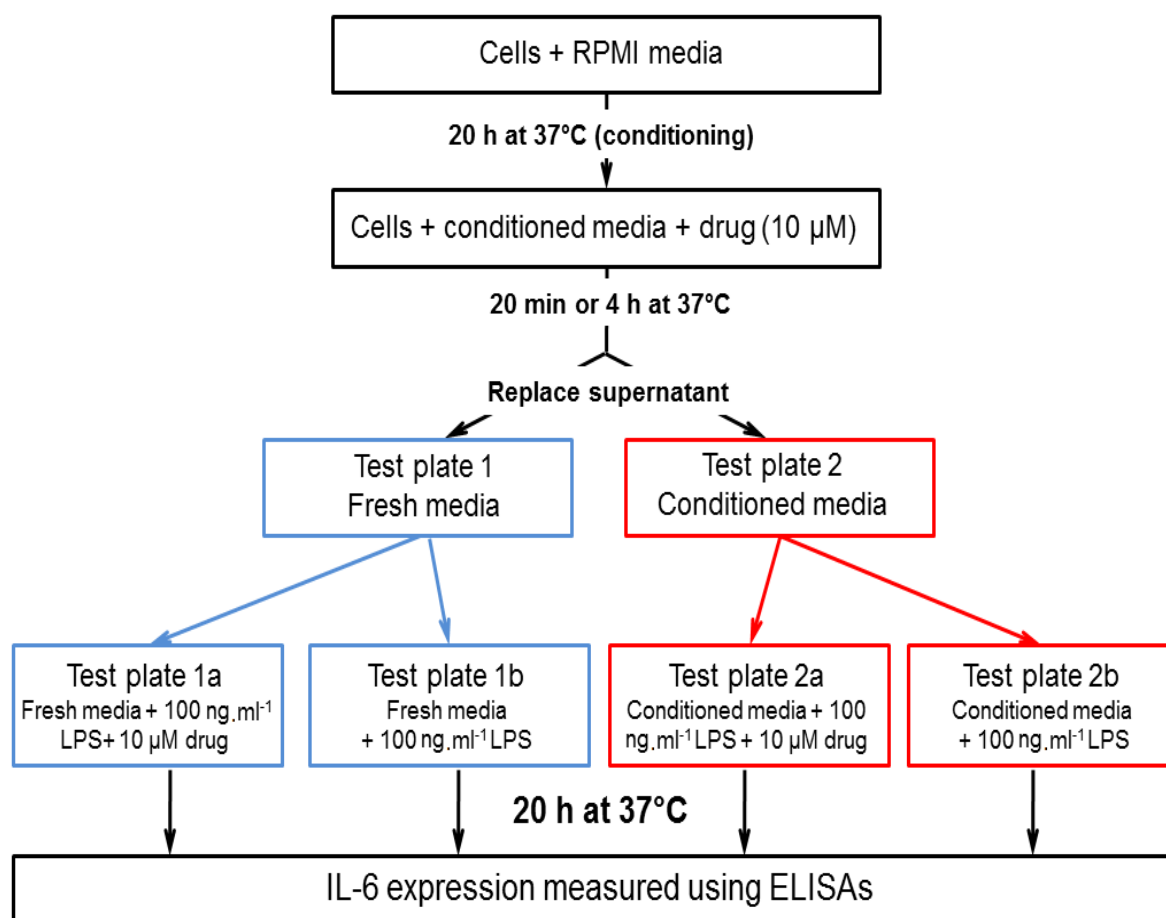 Cells + RPMI media
20 h at 37°C (conditioning)
Cells + conditioned media + drug (10 µM)
20 min or 4 h at 37°C
Replace supernatant
Test plate 1
Fresh media
Test plate 2
Conditioned media
Test plate 1a
Fresh media + 100 ng.ml⁻¹
LPS+ 10 µM drug
Test plate 1b
Fresh media
+ 100 ng.ml⁻¹ LPS
Test plate 2a
Conditioned media + 100
ng.ml⁻¹ LPS + 10 µM drug
Test plate 2b
Conditioned media
+ 100 ng.ml⁻¹ LPS
20 h at 37°C
IL-6 expression measured using ELISAs